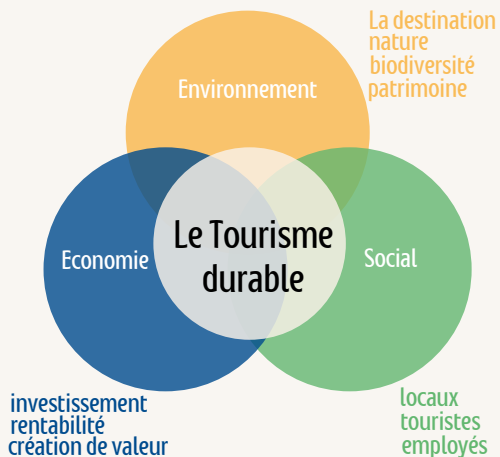 La destination
nature
biodiversité
patrimoine
Environnement
Le Tourisme
durable
Economie
Social
investissement
rentabilité
création de valeur
locaux
touristes
employés